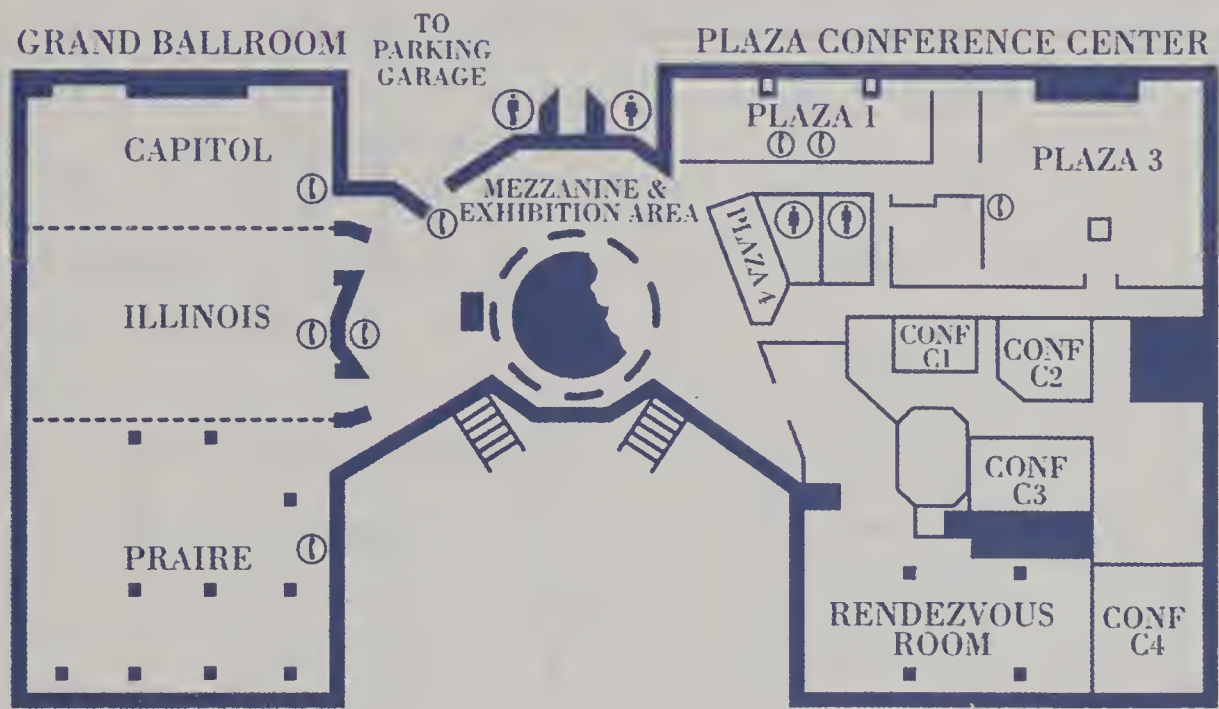 GRAND BALLROOM
TO
PARKING
GARAGE
PLAZA CONFERENCE CENTER
CAPITOL
MEZZANINE &
EXHIBITION AREA
PLAZA 1
PLAZA 3
PLAZA 4
ILLINOIS
CONF
C1
CONF
C2
CONF
C3
PRAIRE
RENDEZVOUS
ROOM
CONF
C4